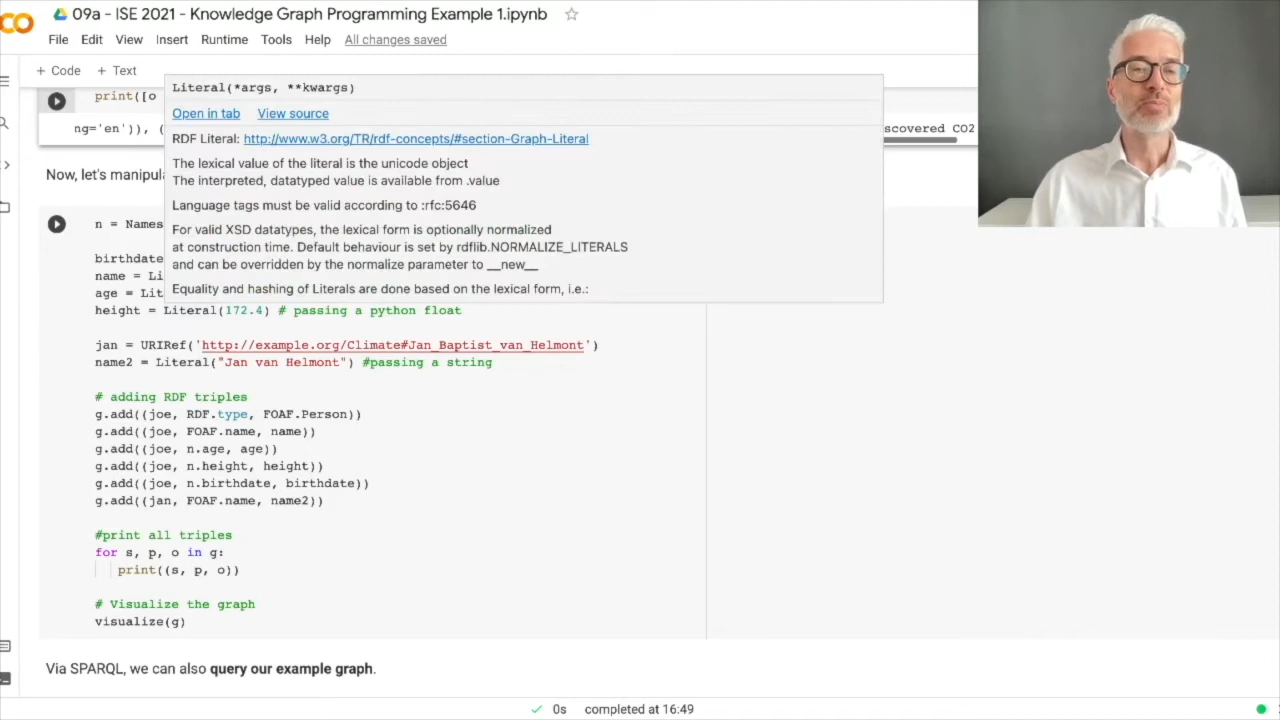 CO
09a - ISE 2021 - Knowledge Graph Programming Example 1.ipynb
File Edit View Insert Runtime Tools Help All changes saved
+ Code + Text
Literal(*args, **kwargs)
print([o
Open in tab View source
ng='en')), (
scovered CO2
RDF Literal: http://www.w3.org/TR/rdf-concepts/#section-Graph-Literal
The lexical value of the literal is the unicode object
Now, let's manipula
The interpreted, datatyped value is available from .value
Language tags must be valid according to :rfc:5646
n = Names
For valid XSD datatypes, the lexical form is optionally normalized
at construction time. Default behaviour is set by rdflib.NORMALIZE_LITERALS
birthdate
and can be overridden by the normalize parameter to __new__
name = Li
age = Lit
Equality and hashing of Literals are done based on the lexical form, i.e.:
height = Literal(172.4) # passing a python float
jan = URIRef('http://example.org/Climate#Jan_Baptist_van_Helmont')
name2 = Literal("Jan van Helmont") #passing a string
# adding RDF triples
g.add((joe, RDF.type, FOAF.Person))
g.add((joe, FOAF.name, name))
g.add((joe, n.age, age))
g.add((joe, n.height, height))
g.add((joe, n.birthdate, birthdate))
g.add((jan, FOAF.name, name2))
#print all triples
for s, p, o in g:
print((s, p, o))
# Visualize the graph
visualize(g)
Via SPARQL, we can also query our example graph.
0s completed at 16:49